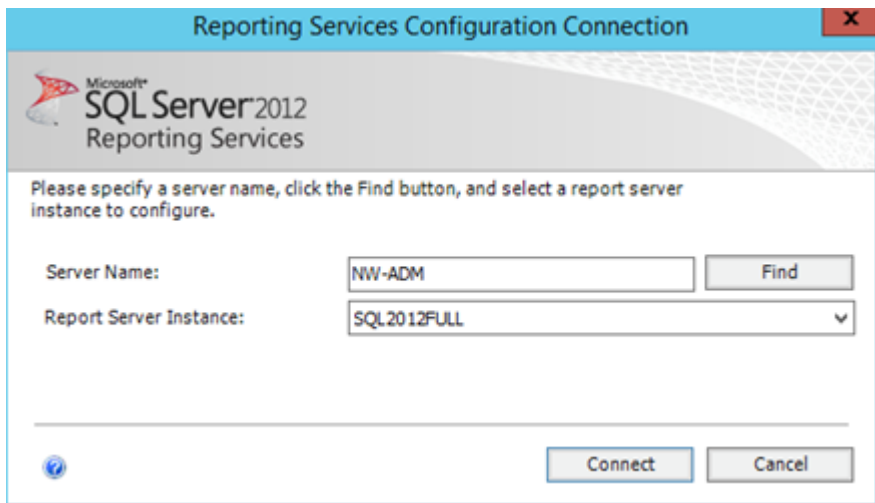 Reporting Services Configuration Connection
x
Microsoft®
SQL Server 2012
Reporting Services
Please specify a server name, click the Find button, and select a report server
instance to configure.
Server Name: NW-ADM Find
Report Server Instance: SQL2012FULL
? Connect Cancel